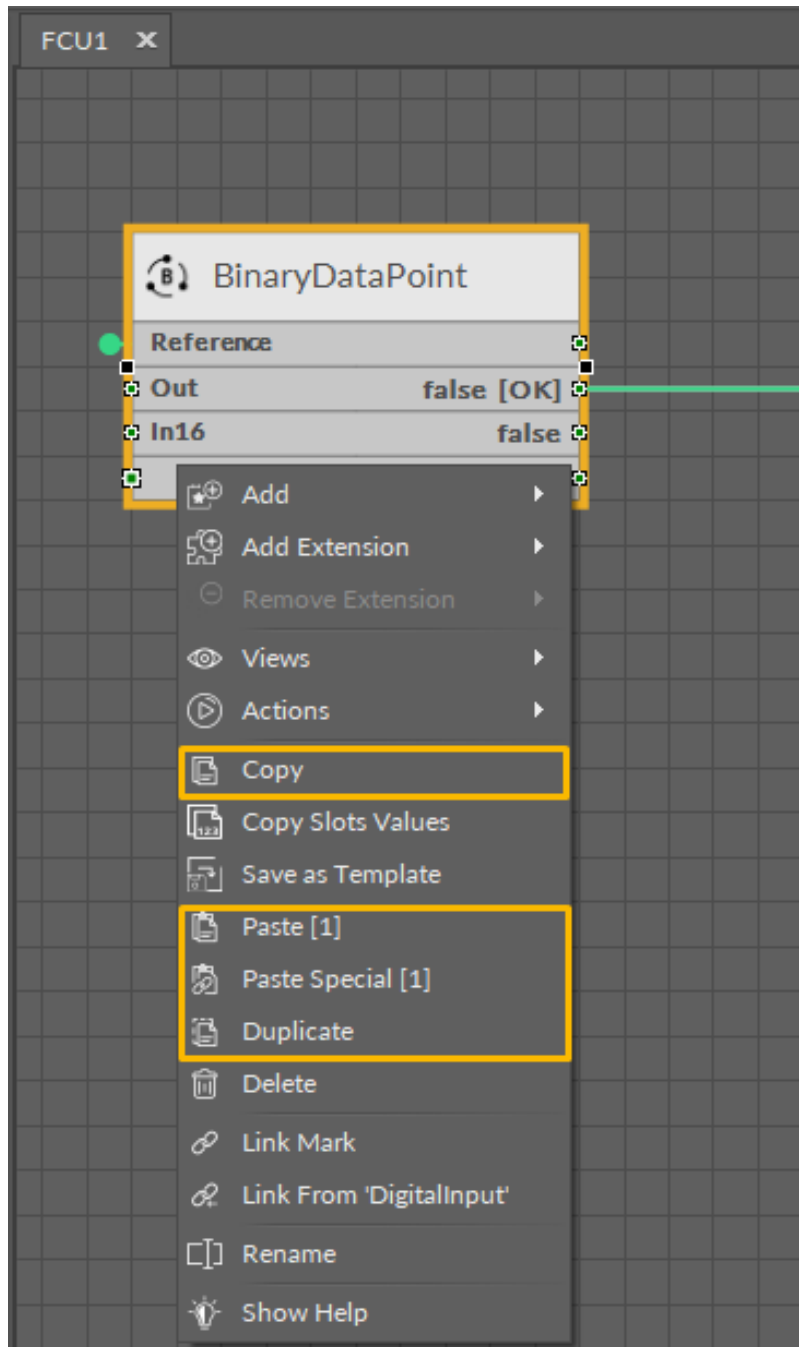 FCU1 ×
B BinaryDataPoint
Reference
Out false [OK]
In16 false
Add
Add Extension
Remove Extension
Views
Actions
Copy
123 Copy Slots Values
Save as Template
Paste [1]
Paste Special [1]
Duplicate
Delete
Link Mark
Link From 'DigitalInput'
Rename
Show Help